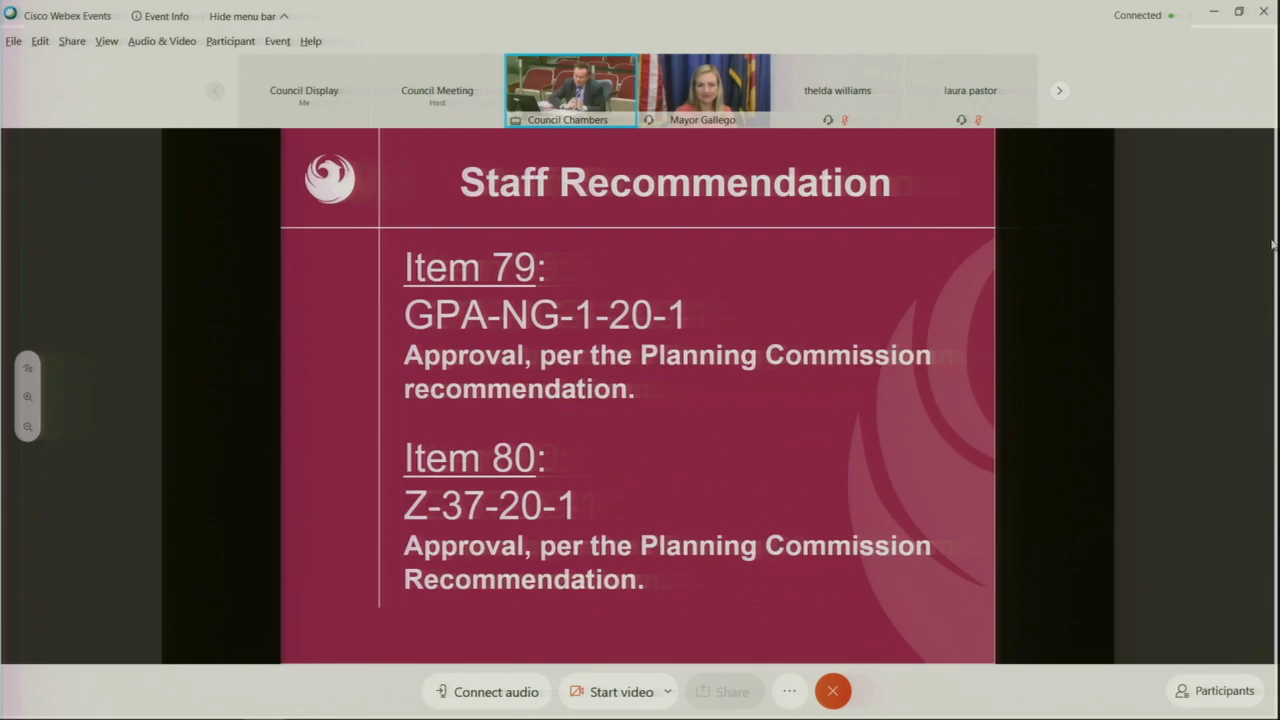 Cisco Webex Events
Event Info
Hide menu bar
Connected
File Edit Share View Audio & Video Participant Event Help
Council Display
Me
Council Meeting
Host
Council Chambers
Mayor Gallego
thelda williams
laura pastor
Staff Recommendation
Item 79:
GPA-NG-1-20-1
Approval, per the Planning Commission
recommendation.
Item 80:
Z-37-20-1
Approval, per the Planning Commission
Recommendation.
Connect audio
Start video
Share
Participants